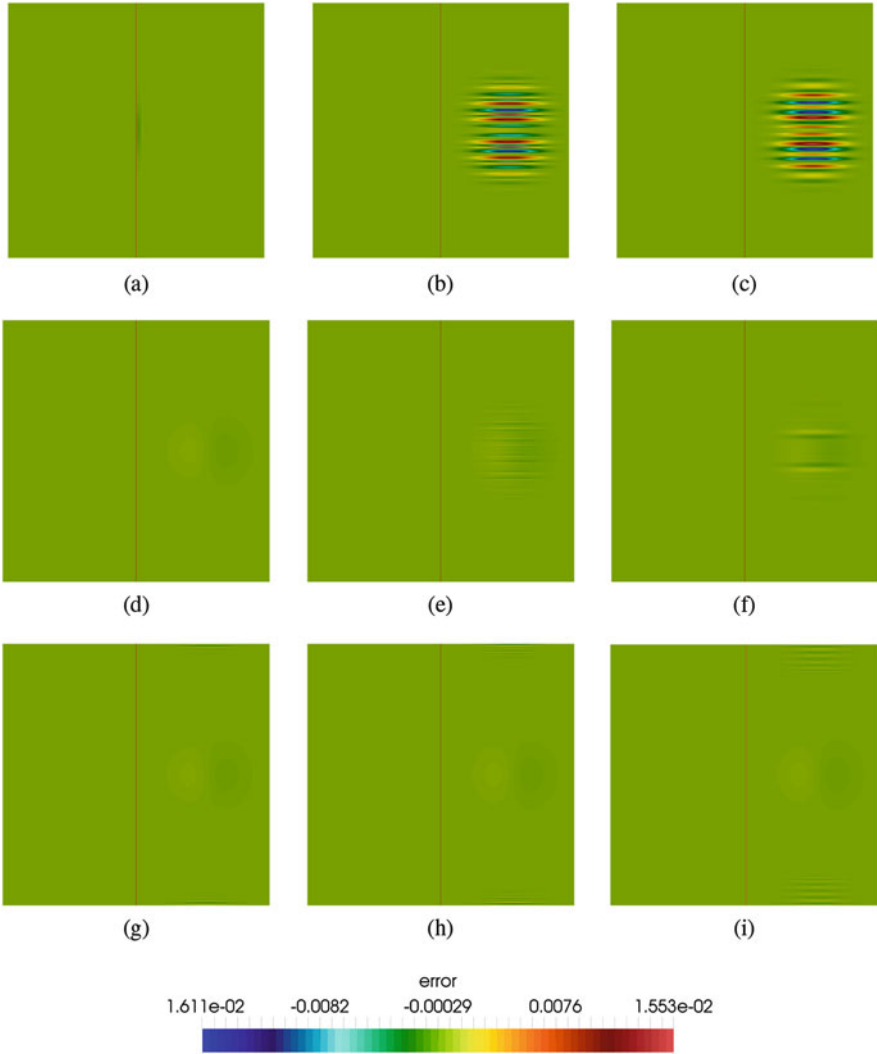 (a) (b) (c)
(d) (e) (f)
(g) (h) (i)
error
1.611e-02 -0.0082 -0.00029 0.0076 1.553e-02